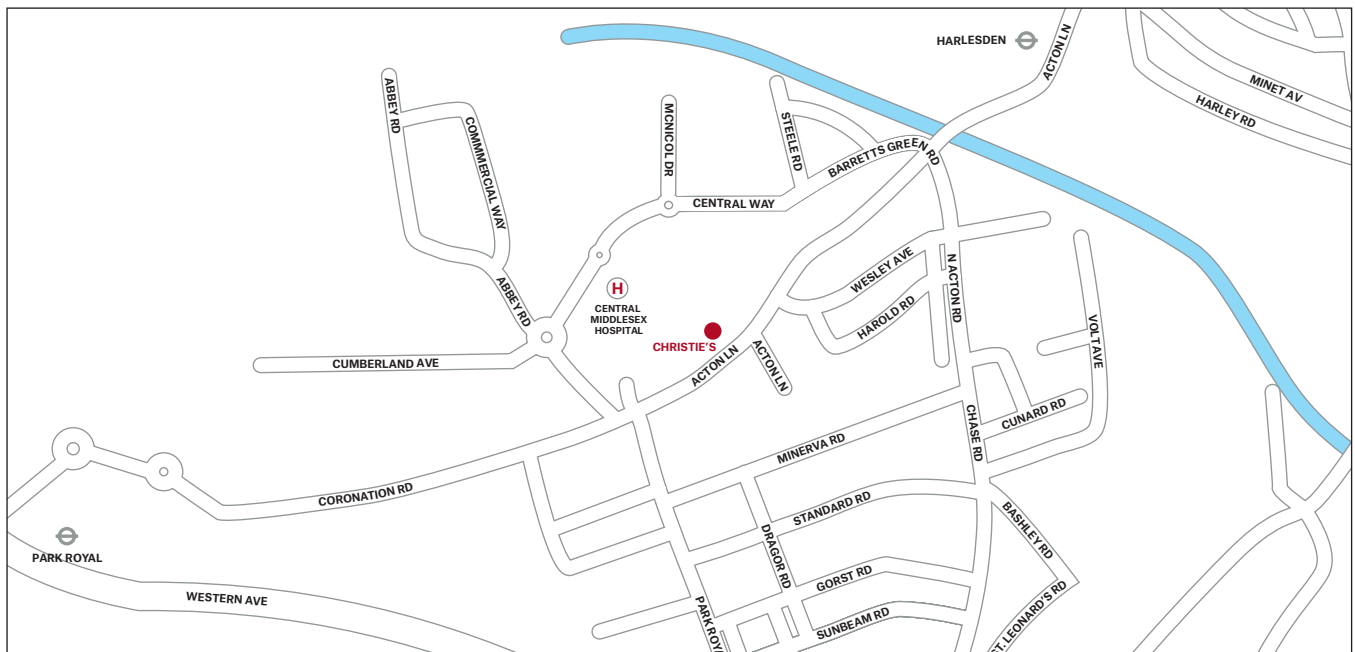 HARLESDEN
ACTON LN
MINET AV
HARLEY RD
ABBEY RD
COMMMERCIAL WAY
MCNICOL DR
STEELE RD
BARRETTS GREEN RD
CENTRAL WAY
WESLEY AVE
N ACTON RD
HAROLD RD
VOLT AVE
ABBEY RD
H
CENTRAL
MIDDLESEX
HOSPITAL
CHRISTIE'S
ACTON LN
ACTON LN
CUMBERLAND AVE
CUNARD RD
CHASE RD
MINERVA RD
CORONATION RD
STANDARD RD
BASHLEY RD
DRAGOR RD
PARK ROYAL
GORST RD
WESTERN AVE
PARK ROYA
SUNBEAM RD
T. LEONARD'S RD